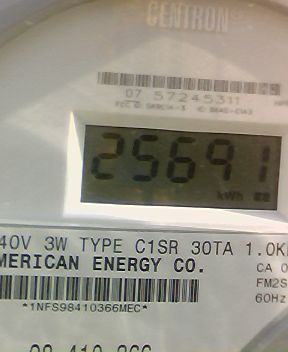 CENTRON®
07 57245311
25691
kWh
40V 3W TYPE C1SR 30TA 1.0K
MERICAN ENERGY CO.
CA 0
FM2S
60Hz
*1NFS98410366MEC*